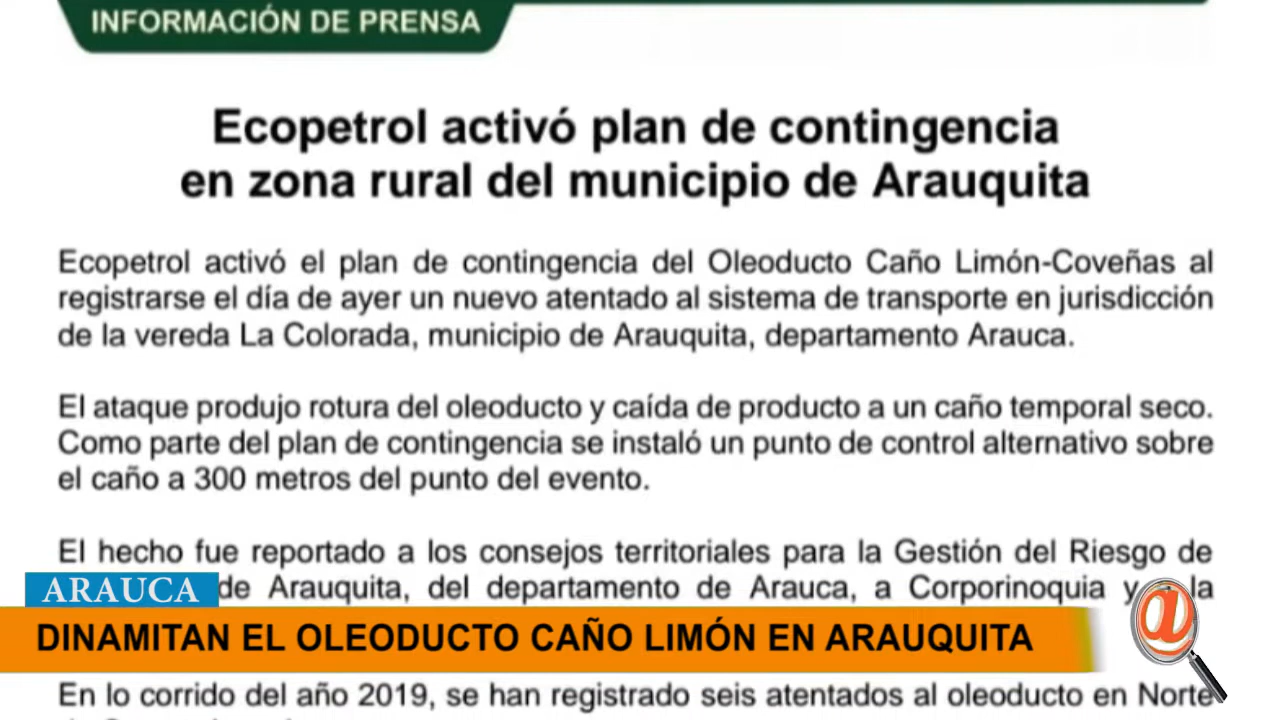 INFORMACIÓN DE PRENSA
Ecopetrol activó plan de contingencia
en zona rural del municipio de Arauquita
Ecopetrol activó el plan de contingencia del Oleoducto Caño Limón-Coveñas al
registrarse el día de ayer un nuevo atentado al sistema de transporte en jurisdicción
de la vereda La Colorada, municipio de Arauquita, departamento Arauca.
El ataque produjo rotura del oleoducto y caída de producto a un caño temporal seco.
Como parte del plan de contingencia se instaló un punto de control alternativo sobre
el caño a 300 metros del punto del evento.
El hecho fue reportado a los consejos territoriales para la Gestión del Riesgo de
de Arauquita, del departamento de Arauca, a Corporinoquia y la
ARAUCA
DINAMITAN EL OLEODUCTO CAÑO LIMÓN EN ARAUQUITA
@
En lo corrido del año 2019, se han registrado seis atentados al oleoducto en Norte